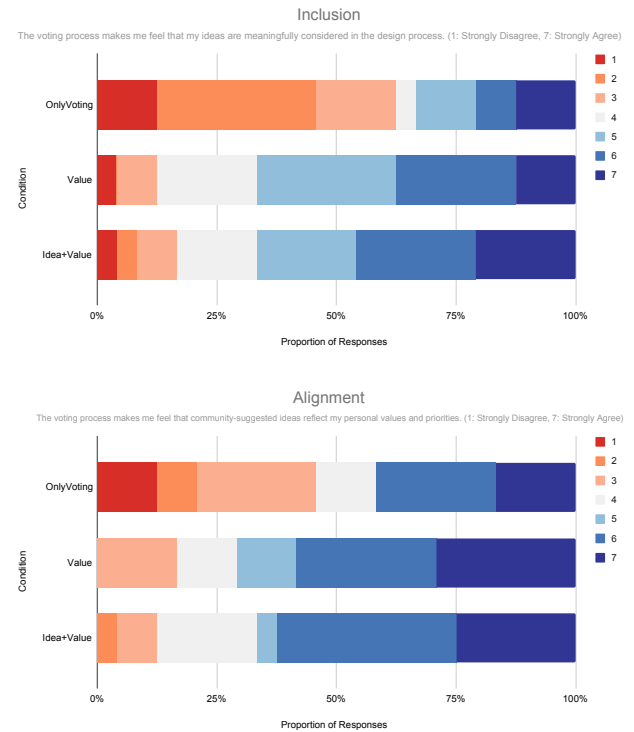 Inclusion
The voting process makes me feel that my ideas are meaningfully considered in the design process. (1: Strongly Disagree, 7: Strongly Agree)
1
2
3
4
5
6
7
Condition
OnlyVoting
Value
Idea+Value
0%
25%
50%
75%
100%
Proportion of Responses
Alignment
The voting process makes me feel that community-suggested ideas reflect my personal values and priorities. (1: Strongly Disagree, 7: Strongly Agree)
1
2
3
4
5
6
7
Condition
OnlyVoting
Value
Idea+Value
0%
25%
50%
75%
100%
Proportion of Responses